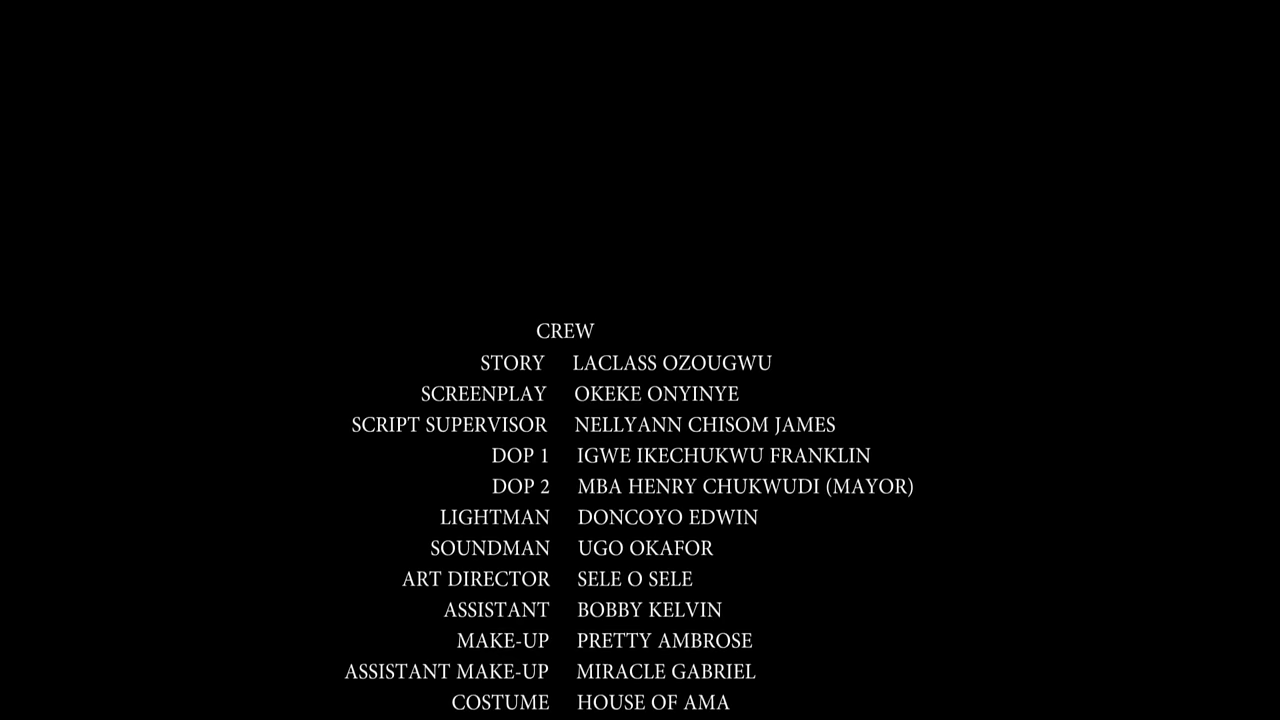 CREW
STORY LACLASS OZOUGWU
SCREENPLAY OKEKE ONYINYE
SCRIPT SUPERVISOR NELLYANN CHISOM JAMES
DOP 1 IGWE IKECHUKWU FRANKLIN
DOP 2 MBA HENRY CHUKWUDI (MAYOR)
LIGHTMAN DONCOYO EDWIN
SOUNDMAN UGO OKAFOR
ART DIRECTOR SELE O SELE
ASSISTANT BOBBY KELVIN
MAKE-UP PRETTY AMBROSE
ASSISTANT MAKE-UP MIRACLE GABRIEL
COSTUME HOUSE OF AMA